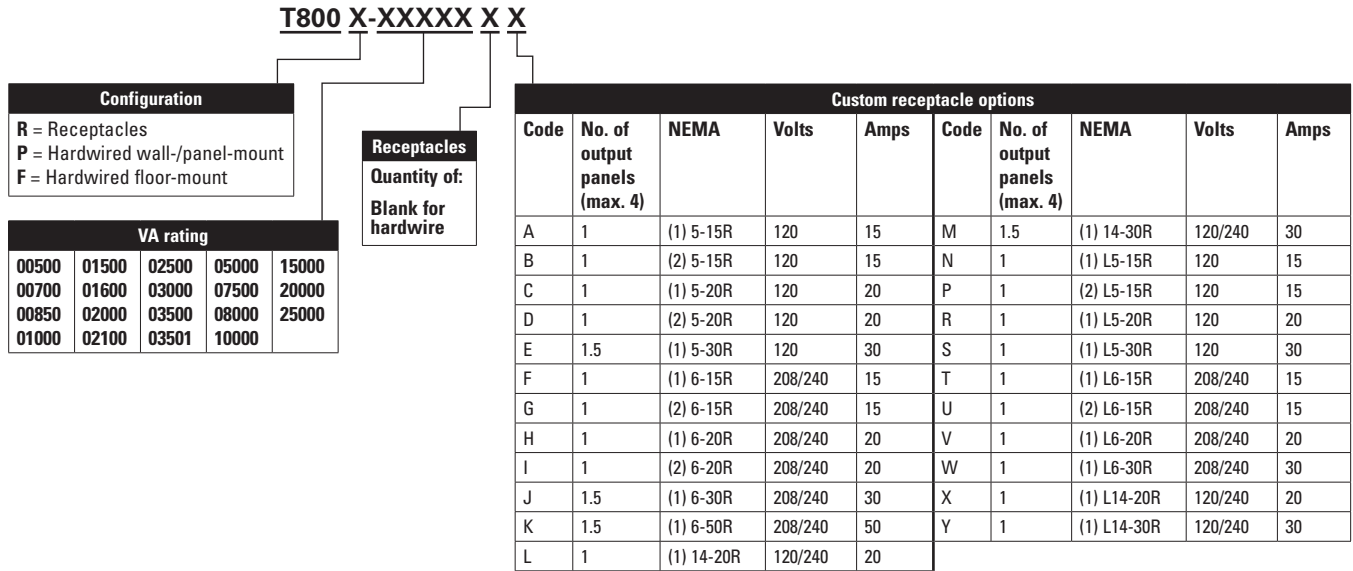 T800 X-XXXXX X X
Configuration
R = Receptacles
P = Hardwired wall-/panel-mount
F = Hardwired floor-mount
VA rating
00500 01500 02500 05000 15000
00700 01600 03000 07500 20000
00850 02000 03500 08000 25000
01000 02100 03501 10000
Receptacles
Quantity of:
Blank for
hardwire
Custom receptacle options
Code No. of NEMA Volts Amps Code No. of NEMA Volts Amps
output output
panels panels
(max. 4) (max. 4)
A 1 (1) 5-15R 120 15 M 1.5 (1) 14-30R 120/240 30
B 1 (2) 5-15R 120 15 N 1 (1) L5-15R 120 15
C 1 (1) 5-20R 120 20 P 1 (2) L5-15R 120 15
D 1 (2) 5-20R 120 20 R 1 (1) L5-20R 120 20
E 1.5 (1) 5-30R 120 30 S 1 (1) L5-30R 120 30
F 1 (1) 6-15R 208/240 15 T 1 (1) L6-15R 208/240 15
G 1 (2) 6-15R 208/240 15 U 1 (2) L6-15R 208/240 15
H 1 (1) 6-20R 208/240 20 V 1 (1) L6-20R 208/240 20
I 1 (2) 6-20R 208/240 20 W 1 (1) L6-30R 208/240 30
J 1.5 (1) 6-30R 208/240 30 X 1 (1) L14-20R 120/240 20
K 1.5 (1) 6-50R 208/240 50 Y 1 (1) L14-30R 120/240 30
L 1 (1) 14-20R 120/240 20